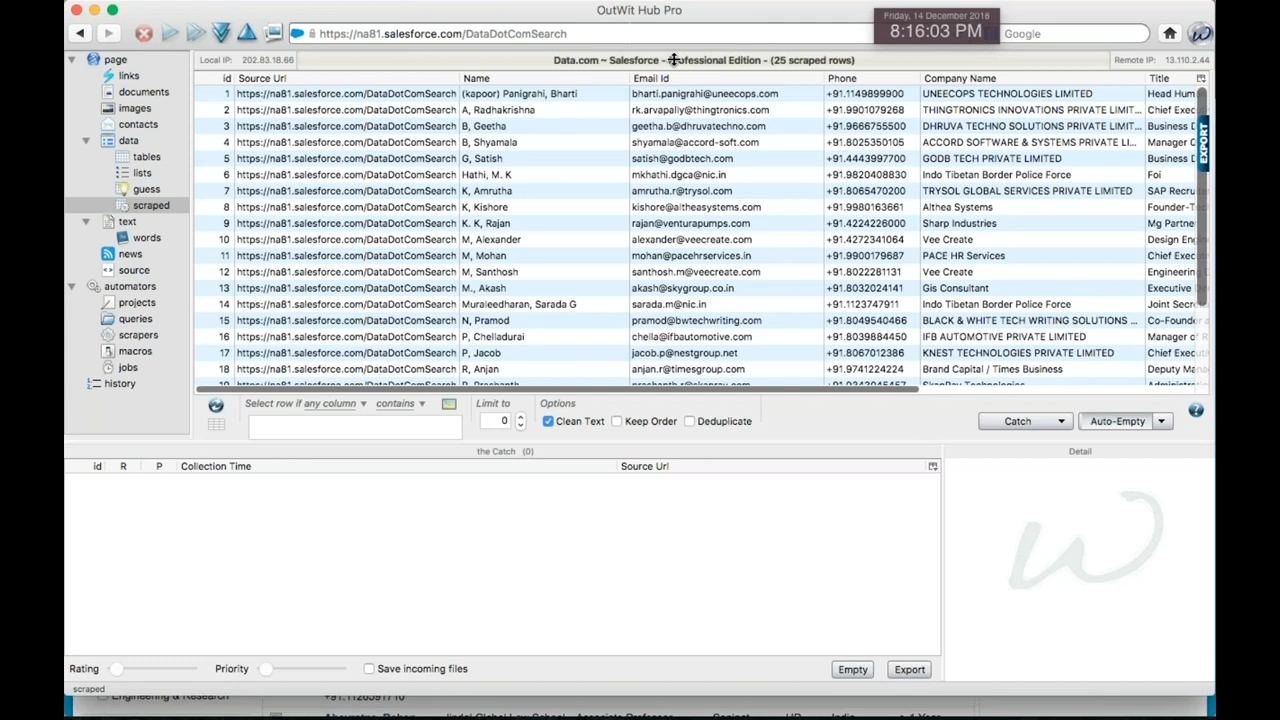 OutWit Hub Pro
Friday, 14 December 2018
8:16:03 PM
https://na81.salesforce.com/DataDotComSearch
Google
page
links
documents
images
contacts
data
tables
lists
guess
scraped
text
words
news
source
automators
projects
queries
scrapers
macros
jobs
history
Local IP: 202.83.18.66 Data.com ~ Salesforce - Professional Edition - (25 scraped rows) Remote IP: 13.110.2.44
id Source Url Name Email Id Phone Company Name Title
1 https://na81.salesforce.com/DataDotComSearch (kapoor) Panigrahi, Bharti bharti.panigrahi@uneecops.com +91.1149899900 UNEECOPS TECHNOLOGIES LIMITED Head Hum
2 https://na81.salesforce.com/DataDotComSearch A, Radhakrishna rk.arvapally@thingtronics.com +91.9901079268 THINGTRONICS INNOVATIONS PRIVATE LIMIT... Chief Exec
3 https://na81.salesforce.com/DataDotComSearch B, Geetha geetha.b@dhruvatechno.com +91.9666755500 DHRUVA TECHNO SOLUTIONS PRIVATE LIMIT... Business D
4 https://na81.salesforce.com/DataDotComSearch B, Shyamala shyamala@accord-soft.com +91.8025350105 ACCORD SOFTWARE & SYSTEMS PRIVATE LI... Manager C
5 https://na81.salesforce.com/DataDotComSearch G, Satish satish@godbtech.com +91.4443997700 GODB TECH PRIVATE LIMITED Business D
6 https://na81.salesforce.com/DataDotComSearch Hathi, M. K mkhathi.dgca@nic.in +91.9820408830 Indo Tibetan Border Police Force Foi
7 https://na81.salesforce.com/DataDotComSearch K, Amrutha amrutha.r@trysol.com +91.8065470200 TRYSOL GLOBAL SERVICES PRIVATE LIMITED SAP Recru
8 https://na81.salesforce.com/DataDotComSearch K, Kishore kishore@altheasystems.com +91.9980163661 Althea Systems Founder-
9 https://na81.salesforce.com/DataDotComSearch K. K, Rajan rajan@venturapumps.com +91.4224226000 Sharp Industries Mg Partne
10 https://na81.salesforce.com/DataDotComSearch M, Alexander alexander@veecreate.com +91.4272341064 Vee Create Design Eng
11 https://na81.salesforce.com/DataDotComSearch M, Mohan mohan@pacehrservices.in +91.9900179687 PACE HR Services Chief Exec
12 https://na81.salesforce.com/DataDotComSearch M, Santhosh santhosh.m@veecreate.com +91.8022281131 Vee Create Engineering
13 https://na81.salesforce.com/DataDotComSearch M., Akash akash@skygroup.co.in +91.8032024141 Gis Consultant Executive
14 https://na81.salesforce.com/DataDotComSearch Muraleedharan, Sarada G sarada.m@nic.in +91.1123747911 Indo Tibetan Border Police Force Joint Secr
15 https://na81.salesforce.com/DataDotComSearch N, Pramod pramod@bwtechwriting.com +91.8049540466 BLACK & WHITE TECH WRITING SOLUTIONS ... Co-Founder
16 https://na81.salesforce.com/DataDotComSearch P, Chelladurai chella@ifbautomotive.com +91.8039884450 IFB AUTOMOTIVE PRIVATE LIMITED Manager of
17 https://na81.salesforce.com/DataDotComSearch P, Jacob jacob.p@nestgroup.net +91.8067012386 KNEST TECHNOLOGIES PRIVATE LIMITED Chief Exec
18 https://na81.salesforce.com/DataDotComSearch R, Anjan anjan.r@timesgroup.com +91.9741224224 Brand Capital / Times Business Deputy Ma
EXPORT
Select row if any column contains Limit to Options
0 Clean Text Keep Order Deduplicate Catch Auto-Empty
the Catch (0) Detail
id R P Collection Time Source Url
Rating Priority Save incoming files Empty Export
scraped